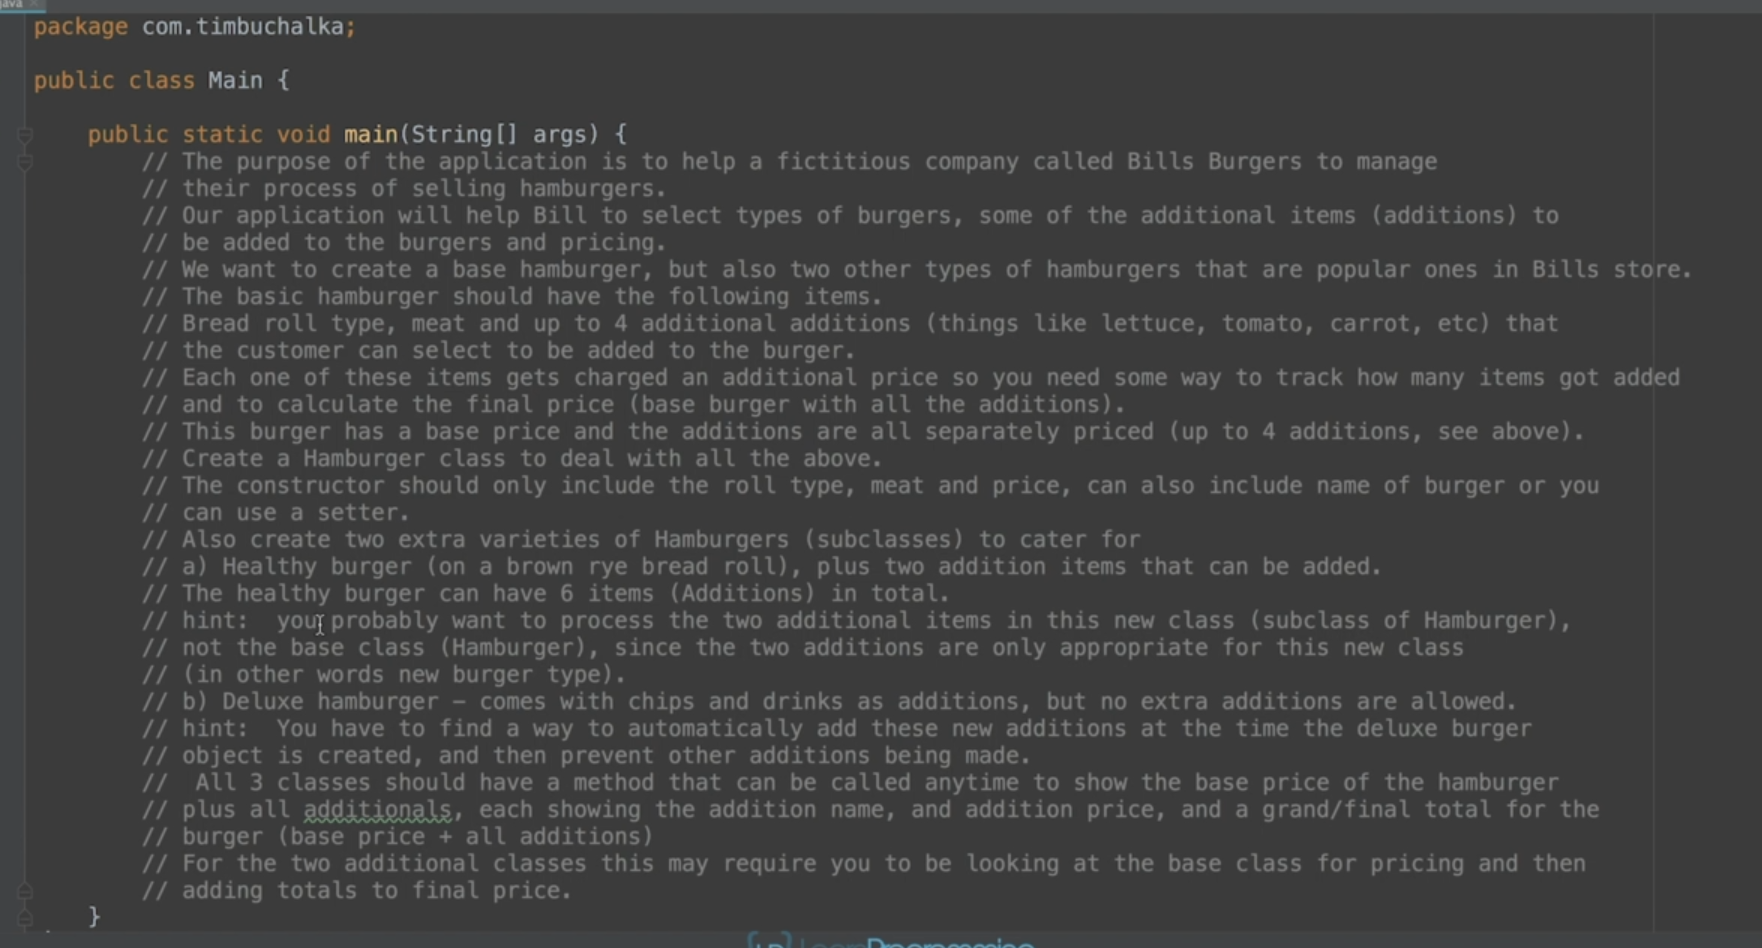 java
package com.timbuchalka;
public class Main {
public static void main(String[] args) {
// The purpose of the application is to help a fictitious company called Bills Burgers to manage
// their process of selling hamburgers.
// Our application will help Bill to select types of burgers, some of the additional items (additions) to
// be added to the burgers and pricing.
// We want to create a base hamburger, but also two other types of hamburgers that are popular ones in Bills store.
// The basic hamburger should have the following items.
// Bread roll type, meat and up to 4 additional additions (things like lettuce, tomato, carrot, etc) that
// the customer can select to be added to the burger.
// Each one of these items gets charged an additional price so you need some way to track how many items got added
// and to calculate the final price (base burger with all the additions).
// This burger has a base price and the additions are all separately priced (up to 4 additions, see above).
// Create a Hamburger class to deal with all the above.
// The constructor should only include the roll type, meat and price, can also include name of burger or you
// can use a setter.
// Also create two extra varieties of Hamburgers (subclasses) to cater for
// a) Healthy burger (on a brown rye bread roll), plus two addition items that can be added.
// The healthy burger can have 6 items (Additions) in total.
// hint:  you probably want to process the two additional items in this new class (subclass of Hamburger),
// not the base class (Hamburger), since the two additions are only appropriate for this new class
// (in other words new burger type).
// b) Deluxe hamburger – comes with chips and drinks as additions, but no extra additions are allowed.
// hint:  You have to find a way to automatically add these new additions at the time the deluxe burger
// object is created, and then prevent other additions being made.
//  All 3 classes should have a method that can be called anytime to show the base price of the hamburger
// plus all additionals, each showing the addition name, and addition price, and a grand/final total for the
// burger (base price + all additions)
// For the two additional classes this may require you to be looking at the base class for pricing and then
// adding totals to final price.
}